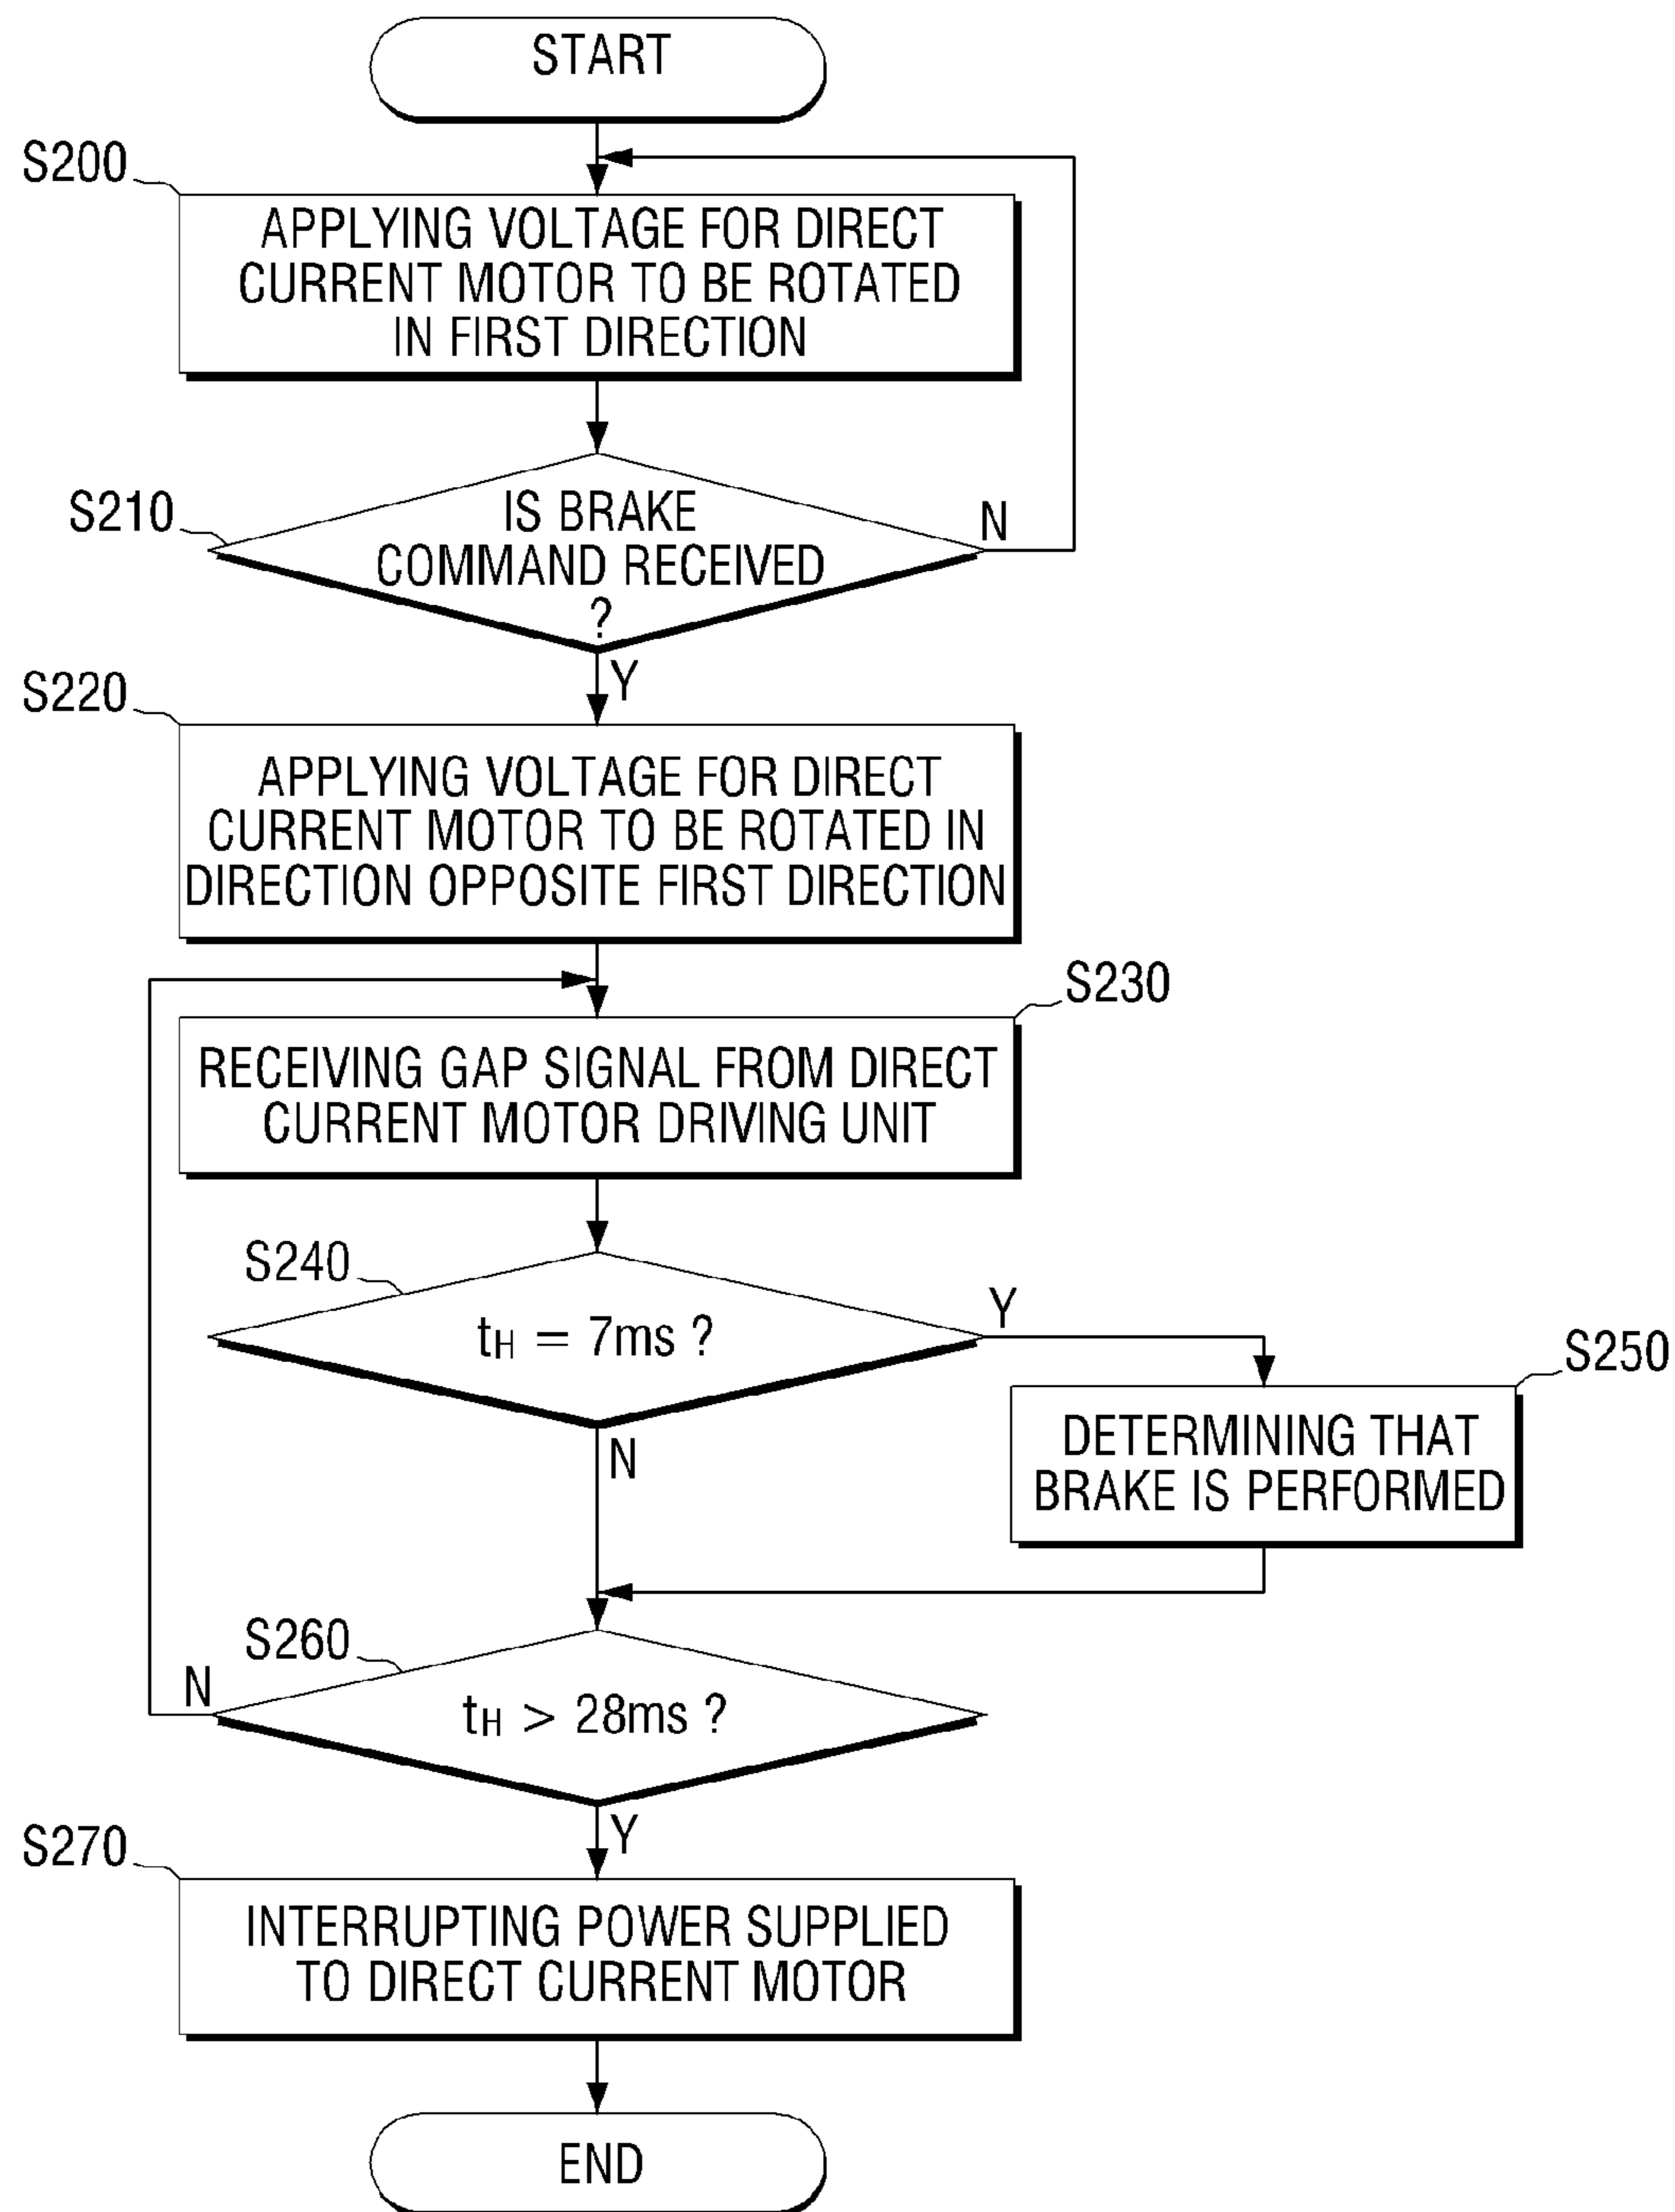 START
S200
APPLYING VOLTAGE FOR DIRECT
CURRENT MOTOR TO BE ROTATED
IN FIRST DIRECTION
S210
IS BRAKE
COMMAND RECEIVED
?
N
Y
S220
APPLYING VOLTAGE FOR DIRECT
CURRENT MOTOR TO BE ROTATED IN
DIRECTION OPPOSITE FIRST DIRECTION
S230
RECEIVING GAP SIGNAL FROM DIRECT
CURRENT MOTOR DRIVING UNIT
S240
tH = 7ms ?
Y
N
S250
DETERMINING THAT
BRAKE IS PERFORMED
S260
tH > 28ms ?
N
Y
S270
INTERRUPTING POWER SUPPLIED
TO DIRECT CURRENT MOTOR
END